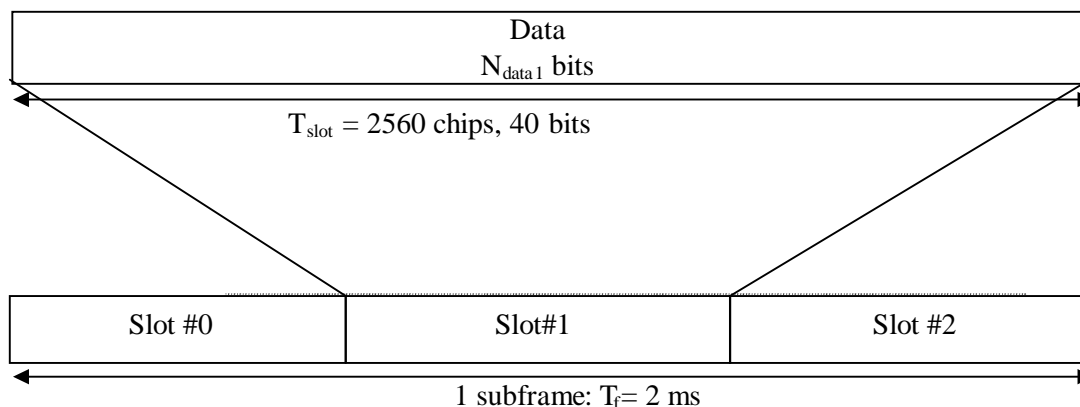 Data
N_data1 bits
T_slot = 2560 chips, 40 bits
Slot #0 Slot#1 Slot #2
1 subframe: T_f= 2 ms